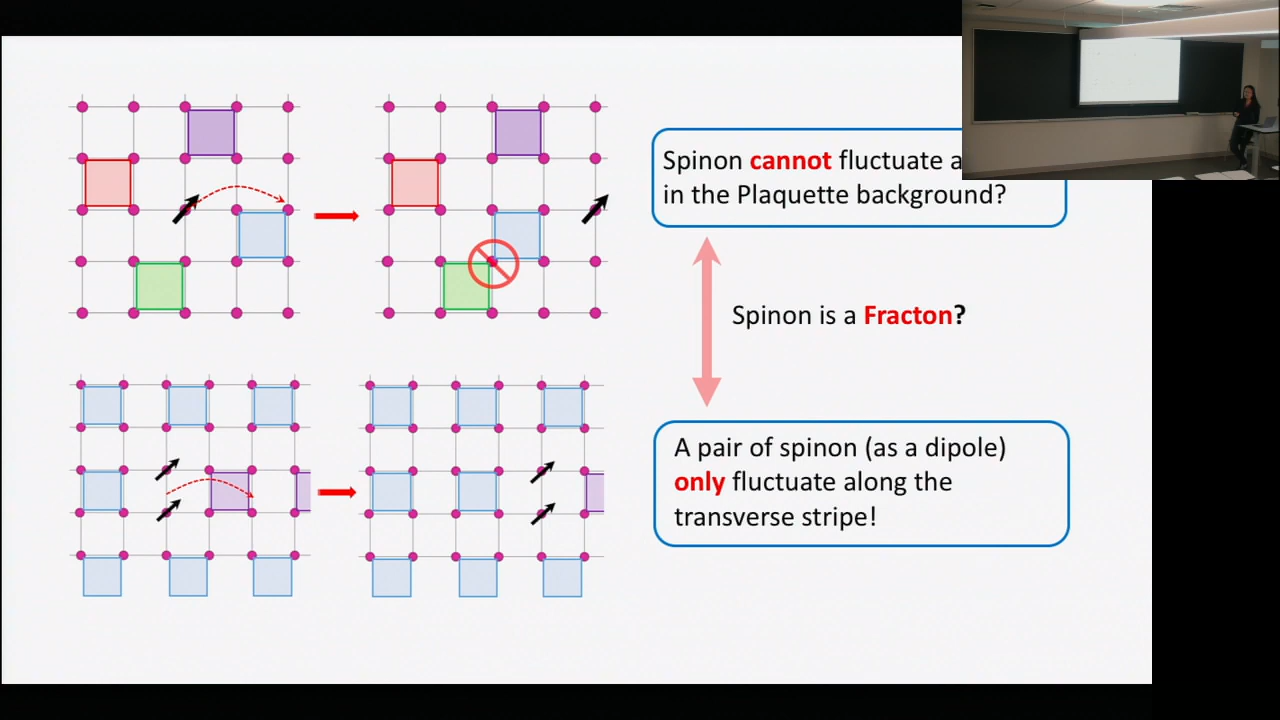 Spinon cannot fluctuate
in the Plaquette background?
Spinon is a Fracton?
A pair of spinon (as a dipole)
only fluctuate along the
transverse stripe!